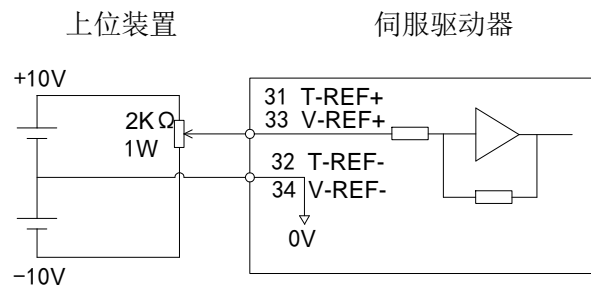 上位装置
伺服驱动器
+10V
31 T-REF+
2KΩ
33 V-REF+
1W
32 T-REF-
34 V-REF-
0V
−10V